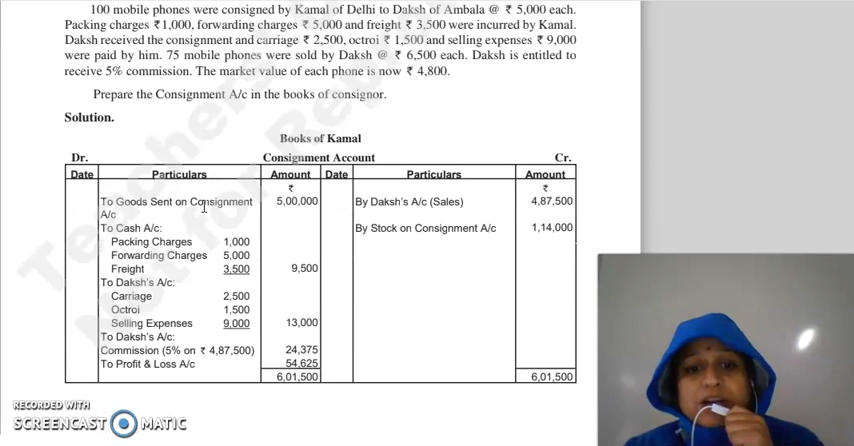 100 mobile phones were consigned by Kamal of Delhi to Daksh of Ambala @ ₹ 5,000 each.
Packing charges ₹1,000, forwarding charges ₹ 5,000 and freight ₹ 3,500 were incurred by Kamal.
Daksh received the consignment and carriage ₹ 2,500, octroi ₹ 1,500 and selling expenses ₹ 9,000
were paid by him. 75 mobile phones were sold by Daksh @ ₹ 6,500 each. Daksh is entitled to
receive 5% commission. The market value of each phone is now ₹ 4,800.
Prepare the Consignment A/c in the books of consignor.
Solution.
Books of Kamal
Dr. Consignment Account Cr.
Date Particulars Amount Date Particulars Amount
₹ ₹
To Goods Sent on Consignment 5,00,000 By Daksh's A/c (Sales) 4,87,500
A/c
To Cash A/c: By Stock on Consignment A/c 1,14,000
Packing Charges 1,000
Forwarding Charges 5,000
Freight 3,500 9,500
To Daksh's A/c:
Carriage 2,500
Octroi 1,500
Selling Expenses 9,000 13,000
To Daksh's A/c:
Commission (5% on ₹ 4,87,500) 24,375
To Profit & Loss A/c 54,625
6,01,500 6,01,500
Teachers
Not for
RECORDED WITH
SCREENCAST MATIC